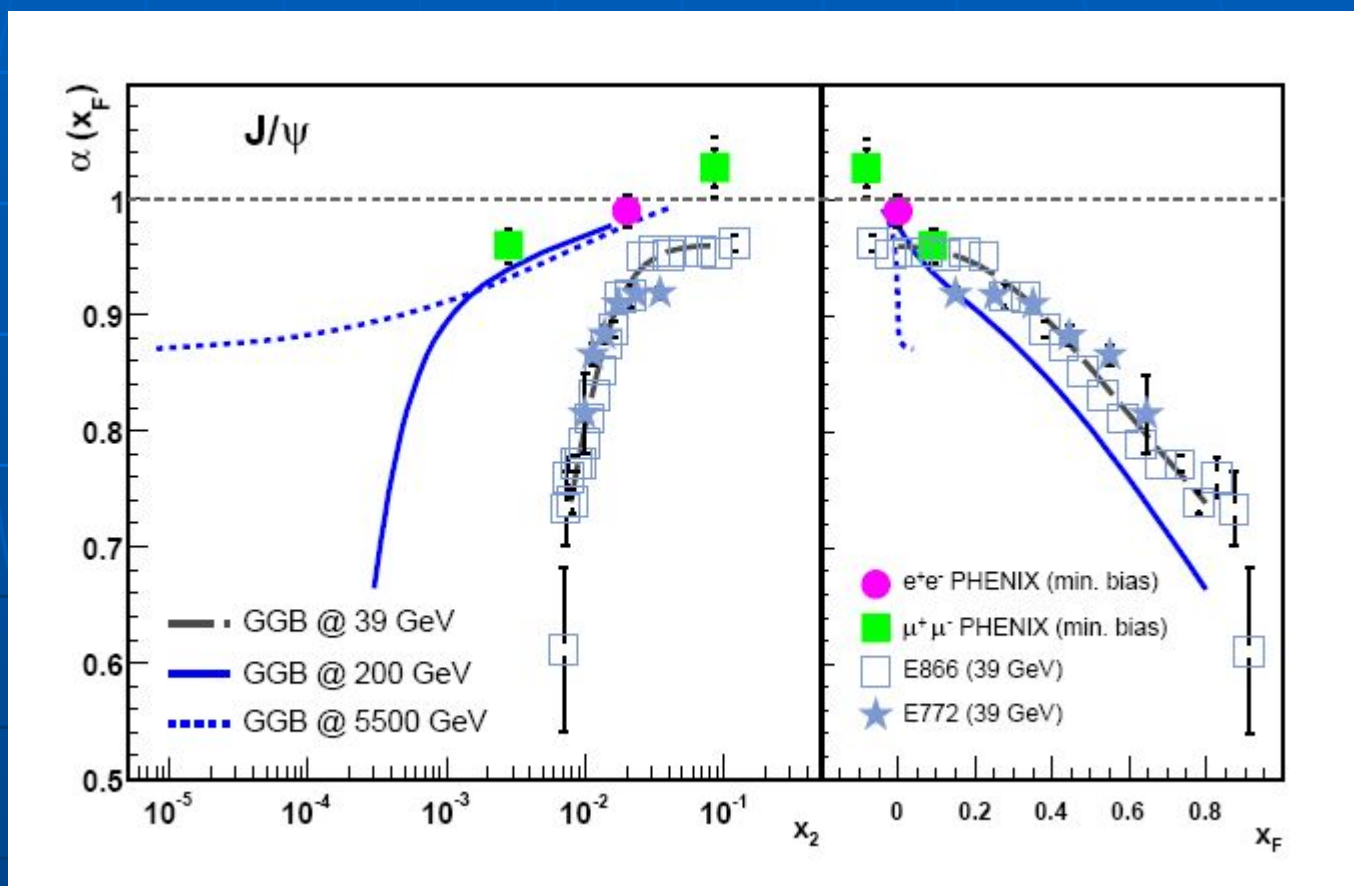 α (x_F)
J/ψ
1
0.9
0.8
0.7
0.6
0.5
GGB @ 39 GeV
GGB @ 200 GeV
GGB @ 5500 GeV
e⁺e⁻ PHENIX (min. bias)
μ⁺ μ⁻ PHENIX (min. bias)
E866 (39 GeV)
E772 (39 GeV)
10⁻⁵ 10⁻⁴ 10⁻³ 10⁻² 10⁻¹
x₂
0 0.2 0.4 0.6 0.8
x_F